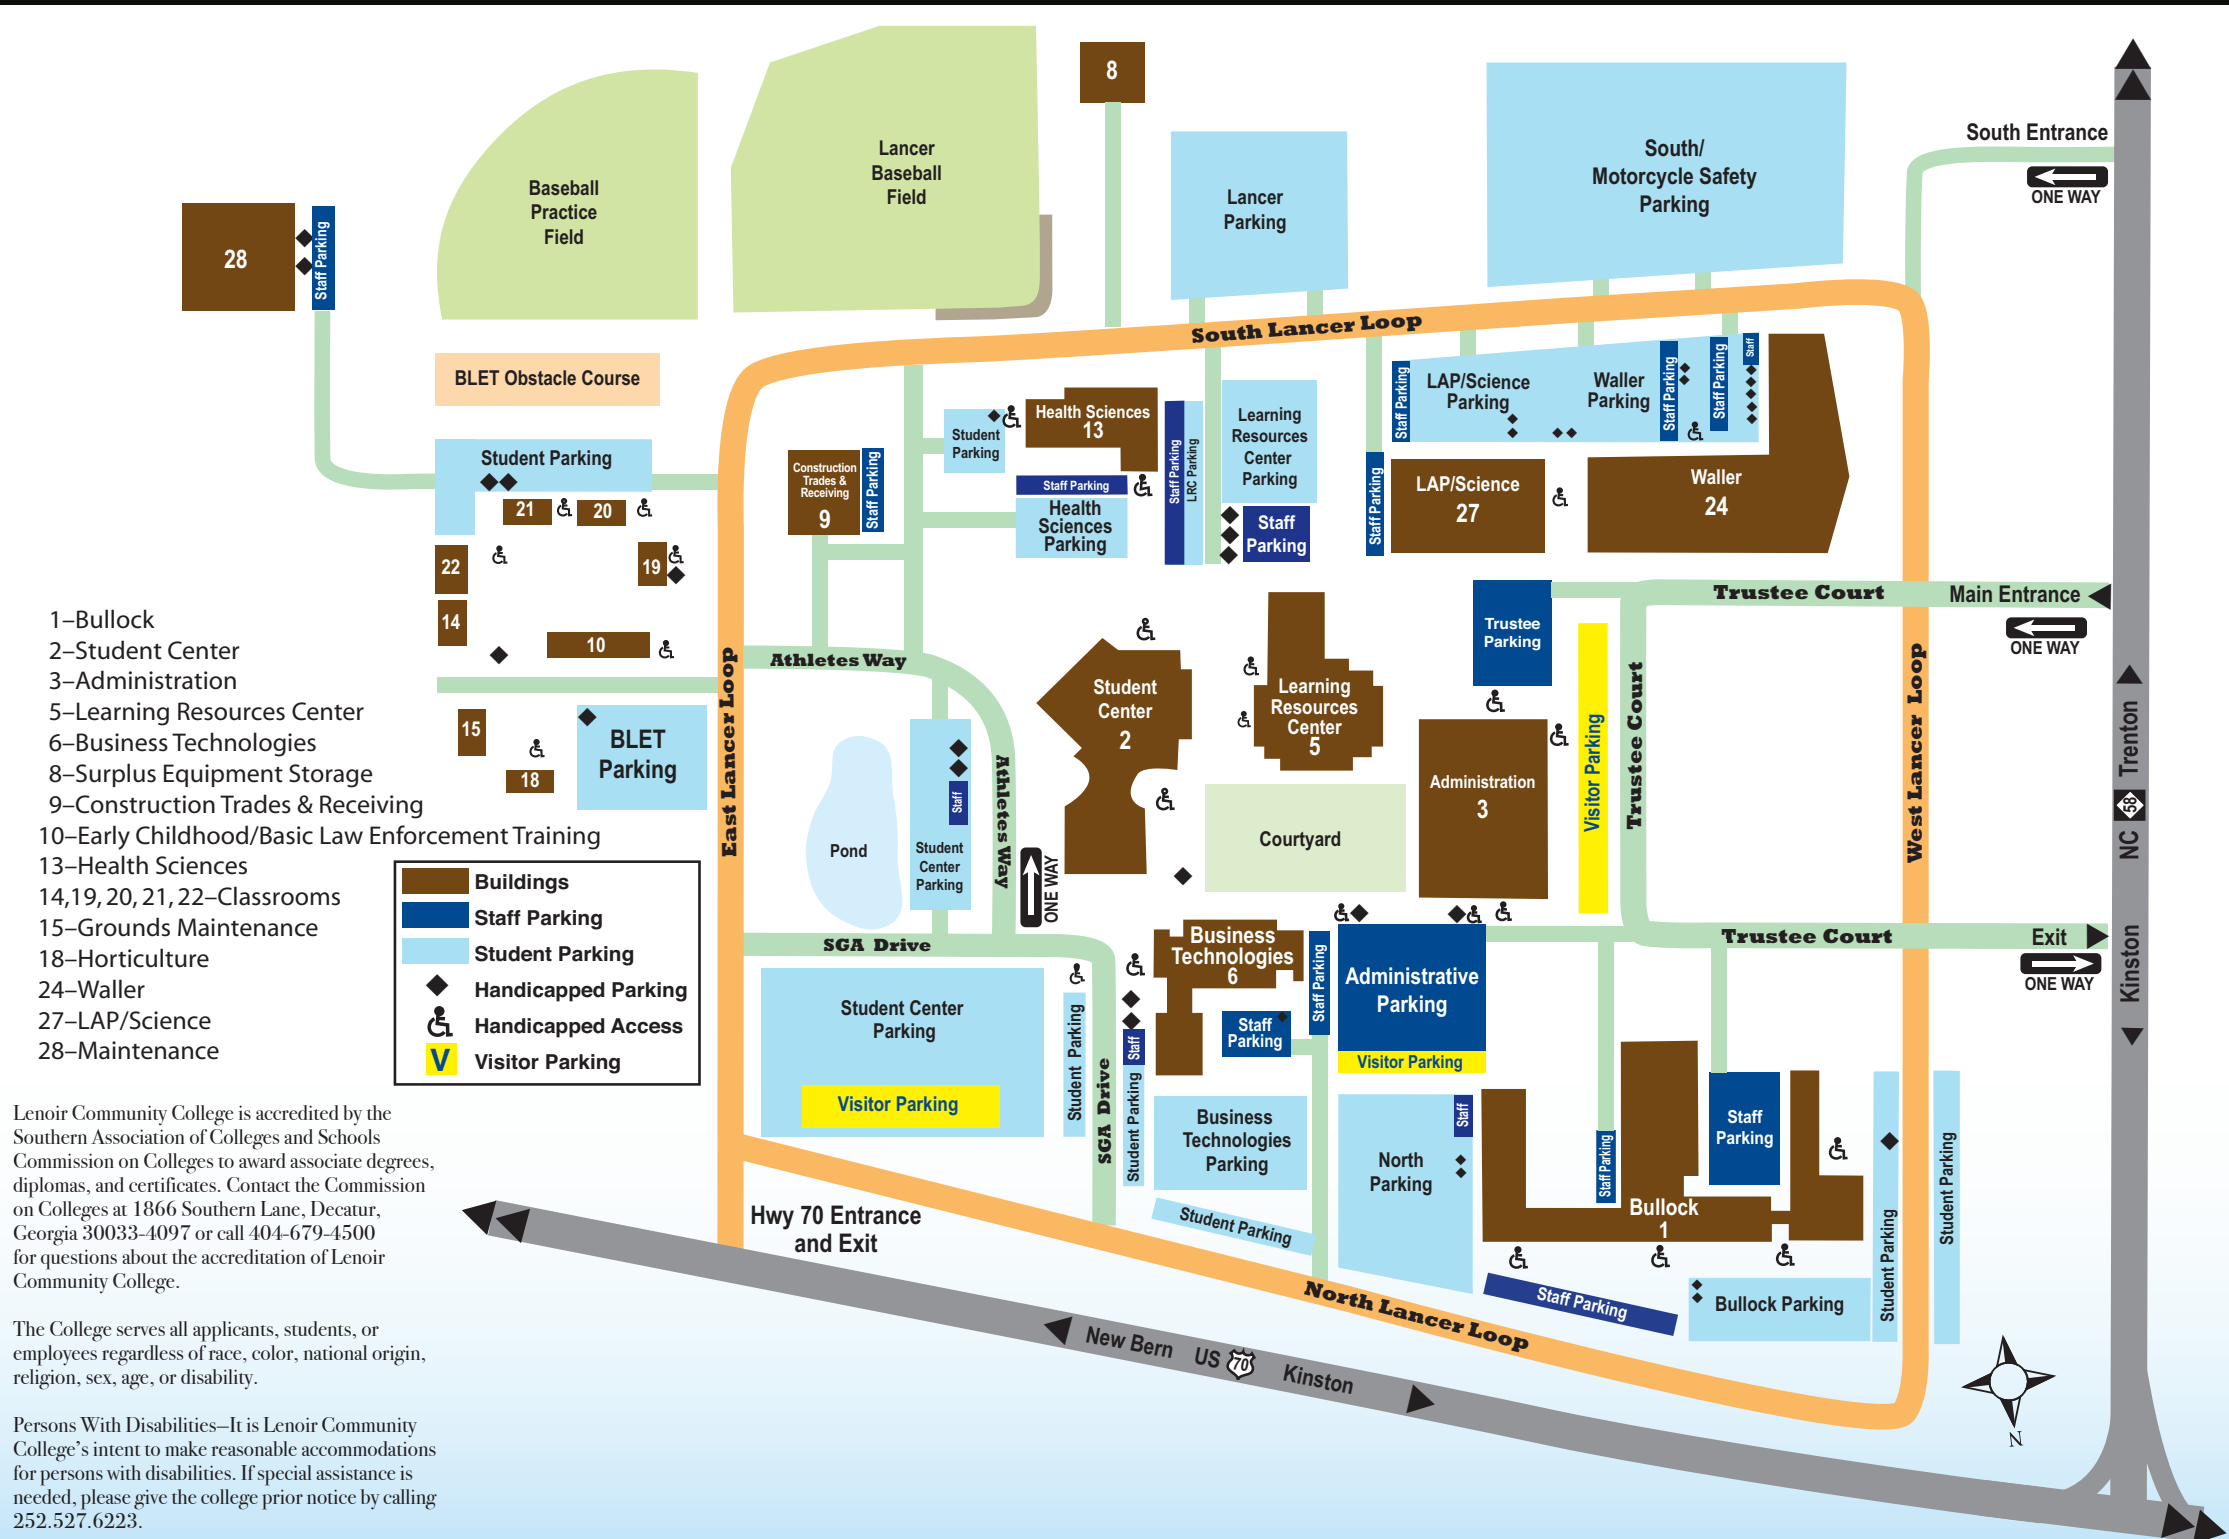 8
South Entrance
ONE WAY
Lancer
Baseball
Field
Baseball
Practice
Field
South/
Motorcycle Safety
Parking
Lancer
Parking
28
Staff Parking
South Lancer Loop
BLET Obstacle Course
Staff Parking
LAP/Science
Parking
Waller
Parking
Staff Parking
Staff Parking
Staff
Health Sciences
13
Student
Parking
Staff Parking
LRC Parking
Learning
Resources
Center
Parking
Student Parking
Construction
Trades &
Receiving
9
Staff Parking
Staff Parking
Health
Sciences
Parking
Staff
Parking
Staff Parking
LAP/Science
27
Waller
24
21
20
22
19
14
10
15
18
BLET
Parking
Trustee Court
Main Entrance
ONE WAY
Trustee
Parking
Visitor Parking
Trustee Court
West Lancer Loop
East Lancer Loop
Athletes Way
Student
Center
2
Learning
Resources
Center
5
Administration
3
Courtyard
Pond
Staff
Student
Center
Parking
Athletes Way
ONE WAY
NC 58 Trenton
Kinston
1–Bullock
2–Student Center
3–Administration
5–Learning Resources Center
6–Business Technologies
8–Surplus Equipment Storage
9–Construction Trades & Receiving
10–Early Childhood/Basic Law Enforcement Training
13–Health Sciences
14,19, 20, 21, 22–Classrooms
15–Grounds Maintenance
18–Horticulture
24–Waller
27–LAP/Science
28–Maintenance
Buildings
Staff Parking
Student Parking
Handicapped Parking
Handicapped Access
V Visitor Parking
SGA Drive
Trustee Court
Exit
ONE WAY
Business
Technologies
6
Staff Parking
Administrative
Parking
Visitor Parking
Staff
Parking
Student Center
Parking
Visitor Parking
Student Parking
SGA Drive
Staff
Student Parking
Business
Technologies
Parking
Student Parking
North
Parking
Staff
Staff Parking
Staff
Parking
Bullock
1
Student Parking
Student Parking
Staff Parking
Bullock Parking
Hwy 70 Entrance
and Exit
North Lancer Loop
New Bern US 70 Kinston
N
Lenoir Community College is accredited by the
Southern Association of Colleges and Schools
Commission on Colleges to award associate degrees,
diplomas, and certificates. Contact the Commission
on Colleges at 1866 Southern Lane, Decatur,
Georgia 30033-4097 or call 404-679-4500
for questions about the accreditation of Lenoir
Community College.
The College serves all applicants, students, or
employees regardless of race, color, national origin,
religion, sex, age, or disability.
Persons With Disabilities—It is Lenoir Community
College's intent to make reasonable accommodations
for persons with disabilities. If special assistance is
needed, please give the college prior notice by calling
252.527.6223.